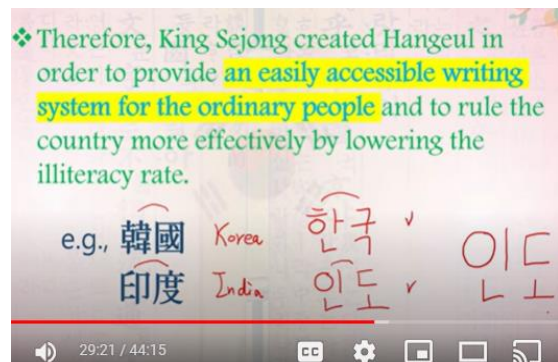 ❖ Therefore, King Sejong created Hangeul in
order to provide an easily accessible writing
system for the ordinary people and to rule the
country more effectively by lowering the
illiteracy rate.
e.g., 韓國 Korea 한국 ✓
印度 India 인도 ✓ 인도
29:21 / 44:15 CC